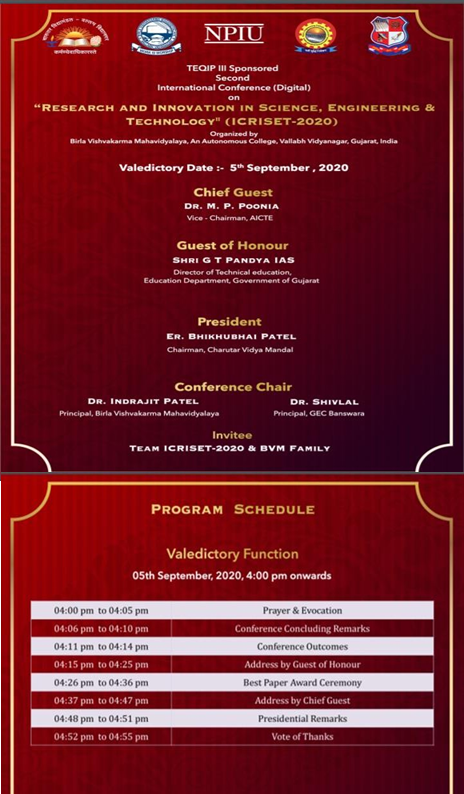 NPIU
TEQIP III Sponsored
Second
International Conference (Digital)
on
“Research and Innovation in Science, Engineering &
Technology" (ICRISET-2020)
Organized by
Birla Vishvakarma Mahavidyalaya, An Autonomous College, Vallabh Vidyanagar, Gujarat, India
Valedictory Date :- 5th September , 2020
Chief Guest
Dr. M. P. Poonia
Vice - Chairman, AICTE
Guest of Honour
Shri G T Pandya IAS
Director of Technical education,
Education Department, Government of Gujarat
President
Er. Bhikhubhai Patel
Chairman, Charutar Vidya Mandal
Conference Chair
Dr. Indrajit Patel Dr. Shivlal
Principal, Birla Vishvakarma Mahavidyalaya Principal, GEC Banswara
Invitee
Team ICRISET-2020 & BVM Family
Program Schedule
Valedictory Function
05th September, 2020, 4:00 pm onwards
04:00 pm to 04:05 pm Prayer & Evocation
04:06 pm to 04:10 pm Conference Concluding Remarks
04:11 pm to 04:14 pm Conference Outcomes
04:15 pm to 04:25 pm Address by Guest of Honour
04:26 pm to 04:36 pm Best Paper Award Ceremony
04:37 pm to 04:47 pm Address by Chief Guest
04:48 pm to 04:51 pm Presidential Remarks
04:52 pm to 04:55 pm Vote of Thanks